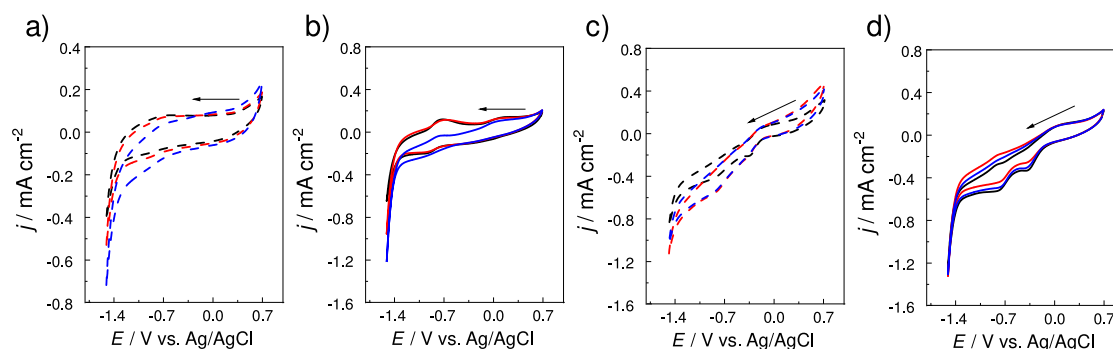 a) b) c) d)
0.4 0.8 0.8 0.8
0.2 0.4 0.4 0.4
0.0 0.0 0.0 0.0
-0.2 -0.4 -0.4 -0.4
-0.4 -0.8 -0.8 -0.8
-0.6 -1.2 -1.2 -1.2
-0.8 -1.6 -1.6 -1.6
j / mA cm-2 j / mA cm-2 j / mA cm-2 j / mA cm-2
-1.4 -0.7 0.0 0.7 -1.4 -0.7 0.0 0.7 -1.4 -0.7 0.0 0.7 -1.4 -0.7 0.0 0.7
E / V vs. Ag/AgCl E / V vs. Ag/AgCl E / V vs. Ag/AgCl E / V vs. Ag/AgCl